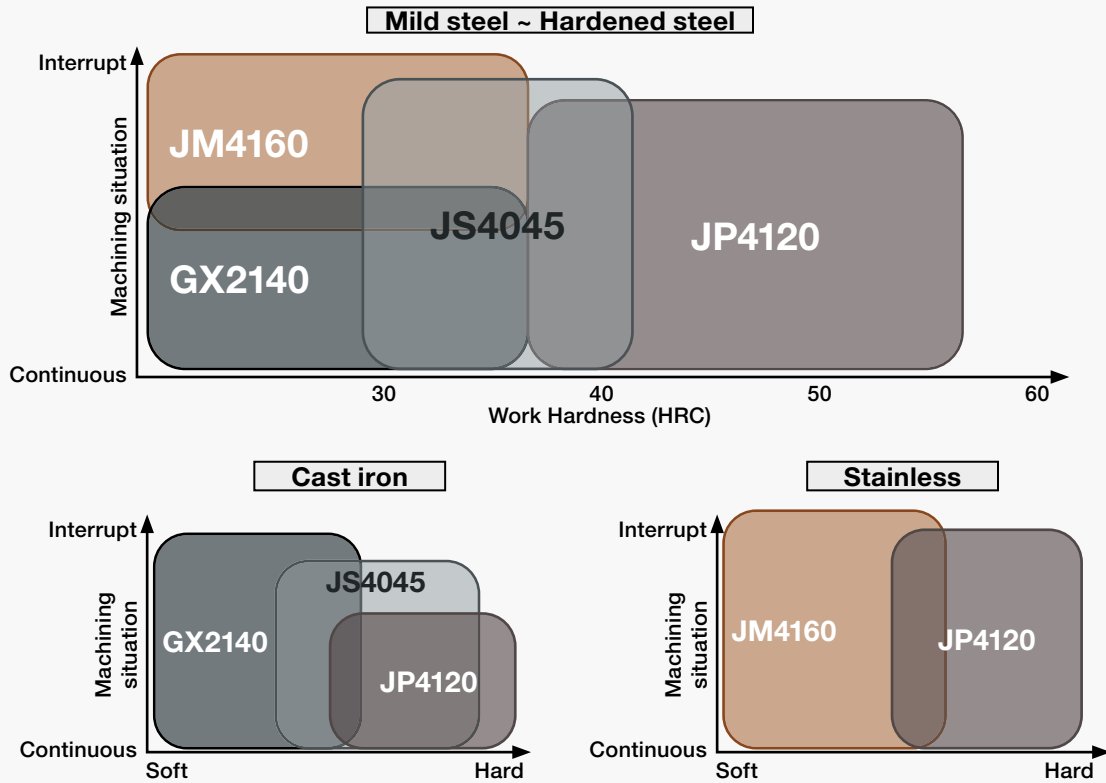 Mild steel ~ Hardened steel
Interrupt
Machining situation
Continuous
JM4160
GX2140
JS4045
JP4120
30
40
50
60
Work Hardness (HRC)
Cast iron
Interrupt
Machining
situation
Continuous
GX2140
JS4045
JP4120
Soft
Hard
Stainless
Interrupt
Machining
situation
Continuous
JM4160
JP4120
Soft
Hard